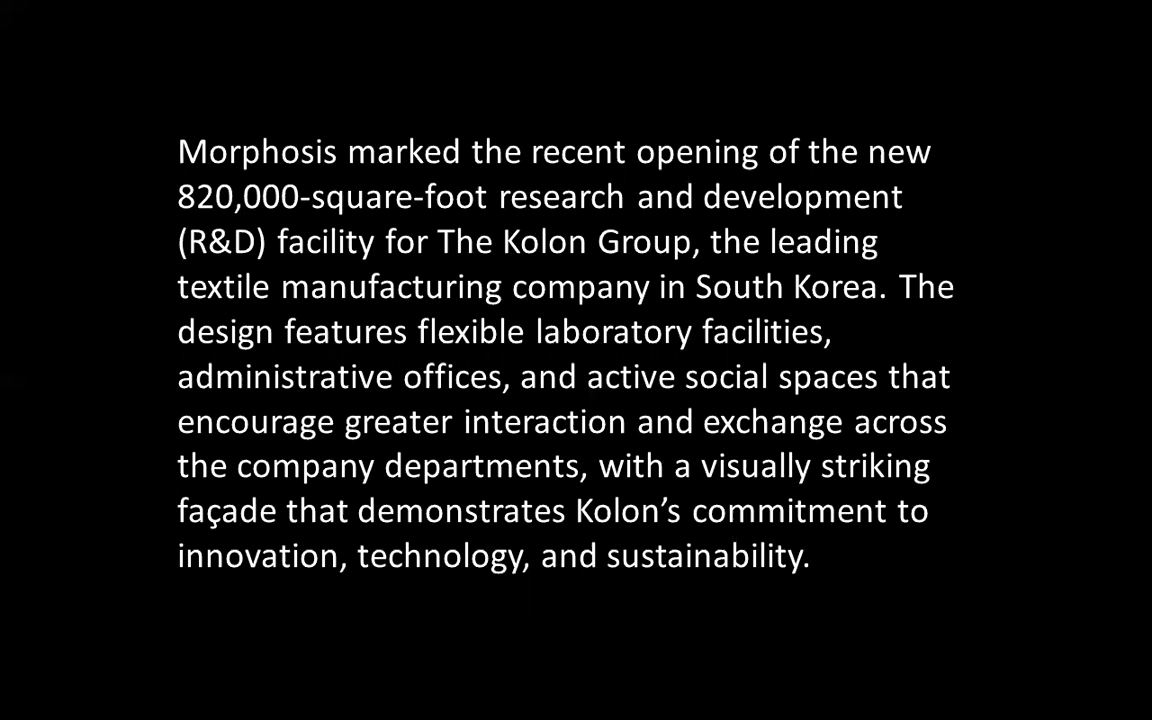 Morphosis marked the recent opening of the new
820,000-square-foot research and development
(R&D) facility for The Kolon Group, the leading
textile manufacturing company in South Korea. The
design features flexible laboratory facilities,
administrative offices, and active social spaces that
encourage greater interaction and exchange across
the company departments, with a visually striking
façade that demonstrates Kolon’s commitment to
innovation, technology, and sustainability.